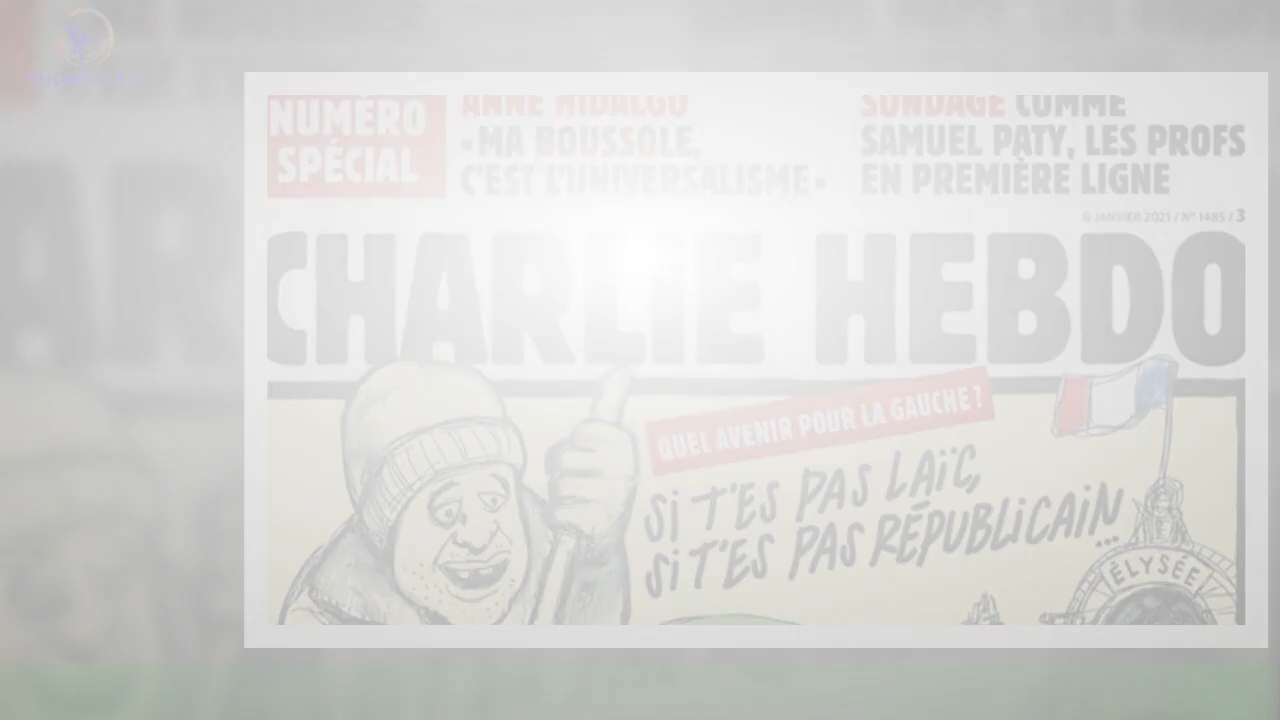 NUMÉRO
SPÉCIAL
ANNE HIDALGO
«MA BOUSSOLE,
C'EST L'UNIVERSALISME»
SONDAGE COMME
SAMUEL PATY, LES PROFS
EN PREMIÈRE LIGNE
6 JANVIER 2021 / Nº 1485 / 3
CHARLIE HEBDO
QUEL AVENIR POUR LA GAUCHE ?
SI T'ES PAS LAÏC,
SI T'ES PAS RÉPUBLICAIN...
ÉLYSÉE